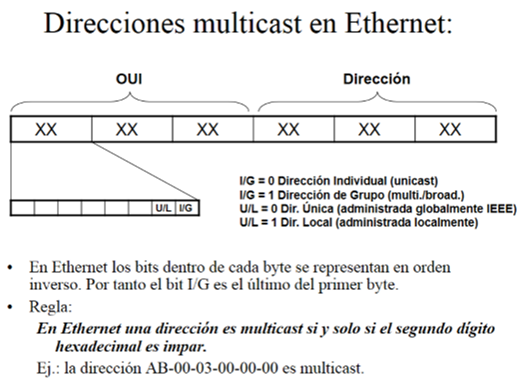 Direcciones multicast en Ethernet:
OUI Dirección
XX XX XX XX XX XX
U/L I/G
I/G = 0 Dirección Individual (unicast)
I/G = 1 Dirección de Grupo (multi./broad.)
U/L = 0 Dir. Única (administrada globalmente IEEE)
U/L = 1 Dir. Local (administrada localmente)
• En Ethernet los bits dentro de cada byte se representan en orden
inverso. Por tanto el bit I/G es el último del primer byte.
• Regla:
En Ethernet una dirección es multicast si y solo si el segundo dígito
hexadecimal es impar.
Ej.: la dirección AB-00-03-00-00-00 es multicast.